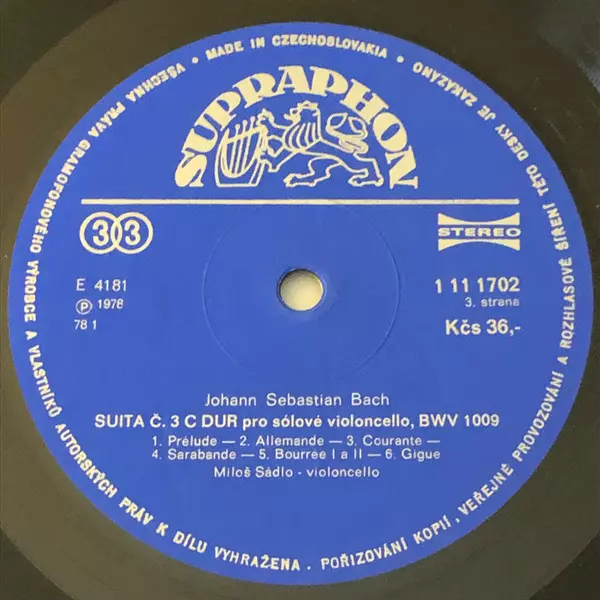 VŠECHNA PRÁVA GRAMOFONOVÉHO VÝROBCE A VLASTNÍKŮ AUTORSKÝCH PRÁV K DÍLU VYHRAŽENA . POŘIZOVÁNÍ KOPIÍ, VEŘEJNÉ PROVOZOVÁNÍ A ROZHLASOVÉ ŠÍŘENÍ TÉTO DESKY JE ZAKÁZÁNO • MADE IN CZECHOSLOVAKIA •
SUPRAPHON
33
STEREO
E 4181
1 11 1702
℗ 1978
3. strana
78 1
Kčs 36,-
Johann Sebastian Bach
SUITA Č. 3 C DUR pro sólové violoncello, BWV 1009
1. Prélude — 2. Allemande — 3. Courante —
4. Sarabande — 5. Bourrée I a II — 6. Gigue
Miloš Sádlo - violoncello